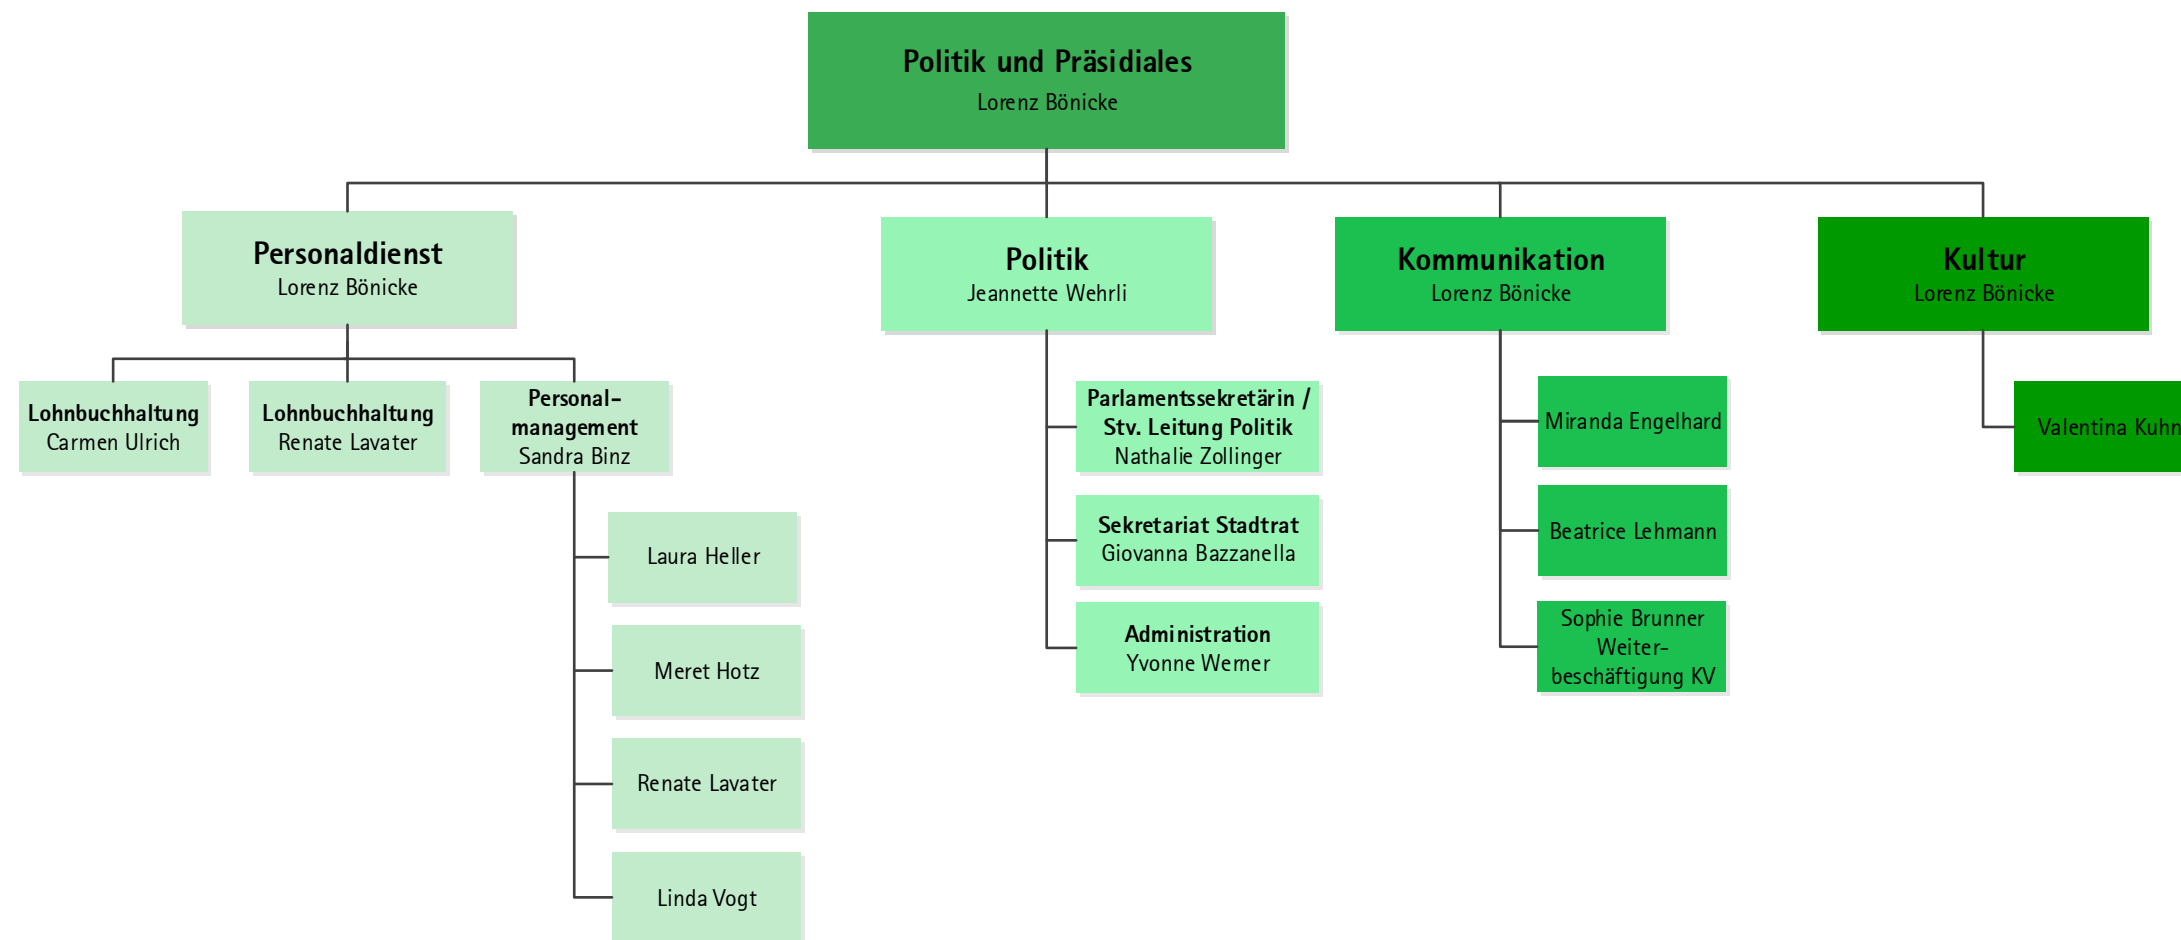 Politik und Präsidiales
Lorenz Bönicke
Personaldienst
Lorenz Bönicke
Politik
Jeannette Wehrli
Kommunikation
Lorenz Bönicke
Kultur
Lorenz Bönicke
Lohnbuchhaltung
Carmen Ulrich
Lohnbuchhaltung
Renate Lavater
Personal-
management
Sandra Binz
Laura Heller
Meret Hotz
Renate Lavater
Linda Vogt
Parlamentssekretärin /
Stv. Leitung Politik
Nathalie Zollinger
Sekretariat Stadtrat
Giovanna Bazzanella
Administration
Yvonne Werner
Miranda Engelhard
Beatrice Lehmann
Sophie Brunner
Weiter-
beschäftigung KV
Valentina Kuhn